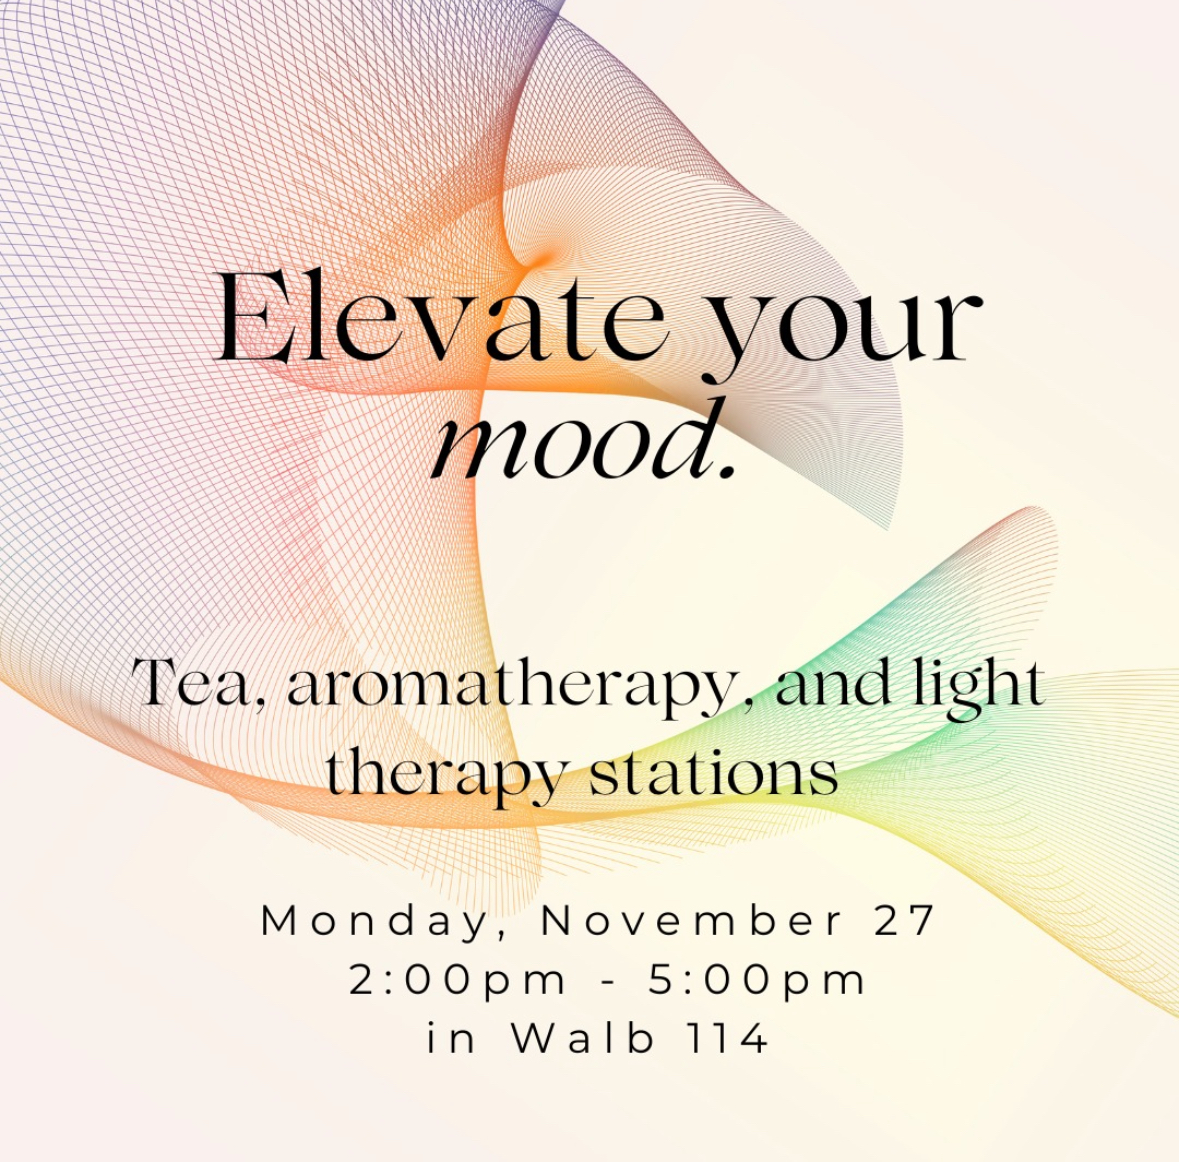 Elevate your
mood.
Tea, aromatherapy, and light
therapy stations
Monday, November 27
2:00pm - 5:00pm
in Walb 114